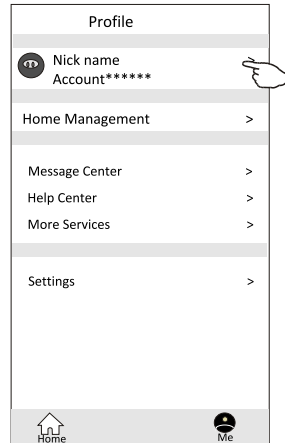 Profile
Nick name
Account******
Home Management >
Message Center >
Help Center >
More Services >
Settings >
Home
Me